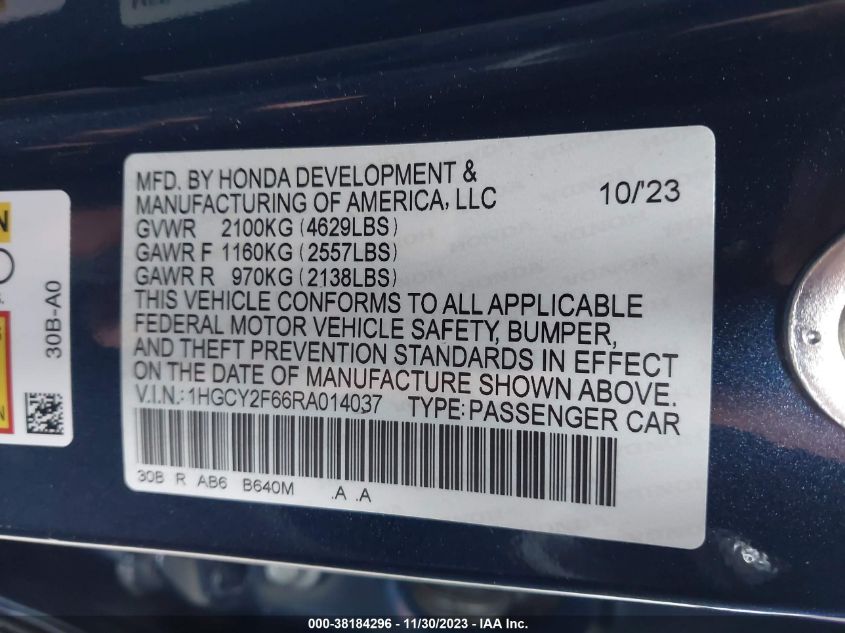 MFD. BY HONDA DEVELOPMENT &
MANUFACTURING OF AMERICA, LLC 10/'23
GVWR 2100KG (4629LBS)
GAWR F 1160KG (2557LBS)
GAWR R 970KG (2138LBS)
THIS VEHICLE CONFORMS TO ALL APPLICABLE
FEDERAL MOTOR VEHICLE SAFETY, BUMPER,
AND THEFT PREVENTION STANDARDS IN EFFECT
ON THE DATE OF MANUFACTURE SHOWN ABOVE.
V.I.N.: 1HGCY2F66RA014037 TYPE: PASSENGER CAR
30B R AB6 B640M .A .A
30B-A0
000-38184296 - 11/30/2023 - IAA Inc.